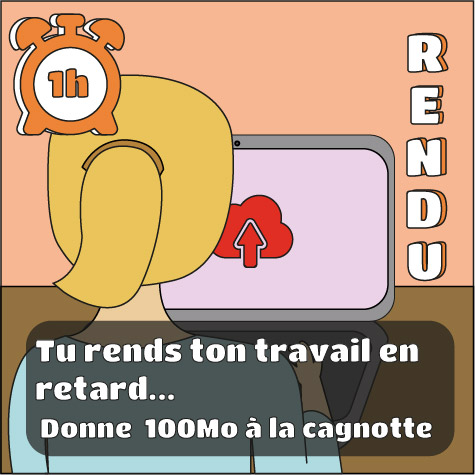 1h
RENDU
Tu rends ton travail en
retard...
Donne 100Mo à la cagnotte